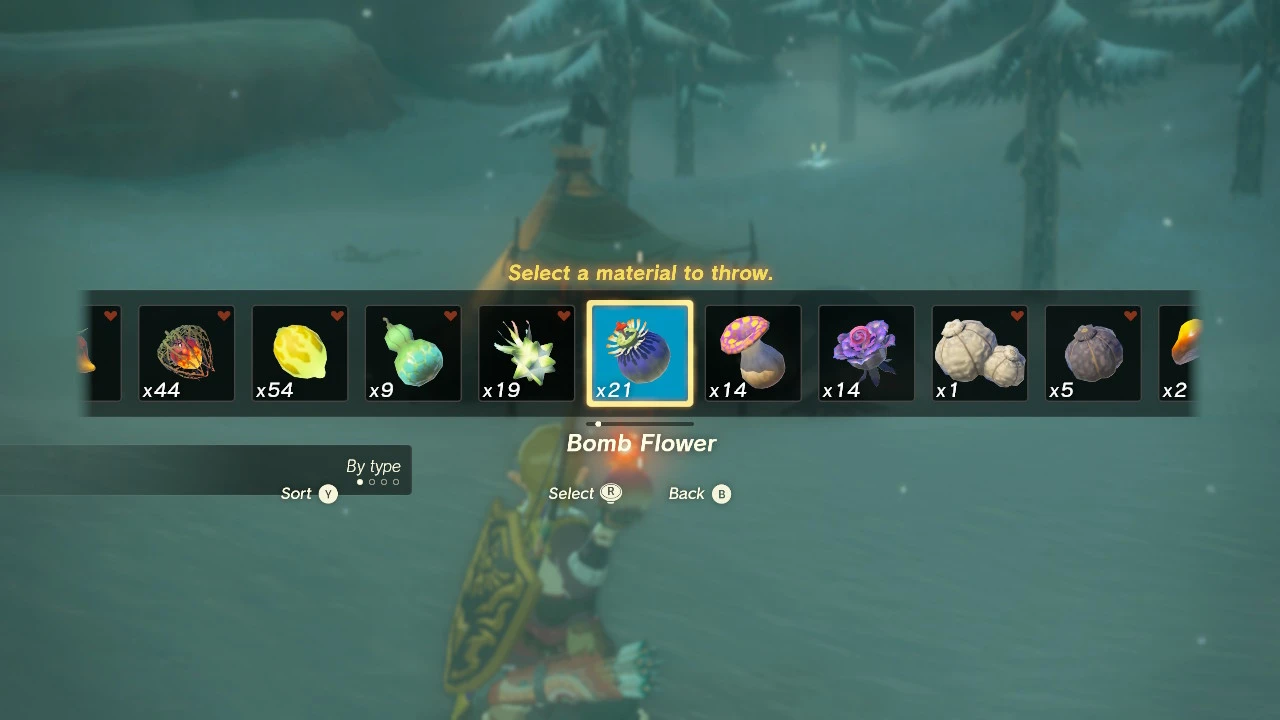 Select a material to throw.
x44 x54 x9 x19 x21 x14 x14 x1 x5 x2
Bomb Flower
By type
Sort Y Select R Back B